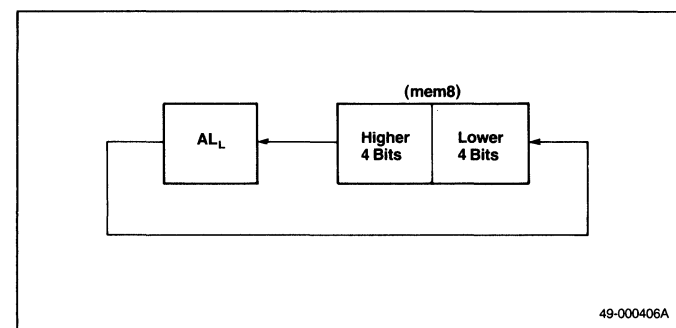 (mem8)
AL_L
Higher
4 Bits
Lower
4 Bits
49-000406A